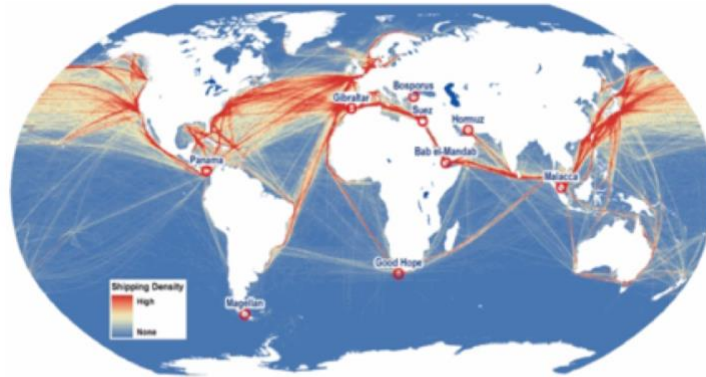 Bosporus
Gibraltar
Suez
Hormuz
Bab el-Mandab
Panama
Malacca
Good Hope
Magellan
Shipping Density
High
None